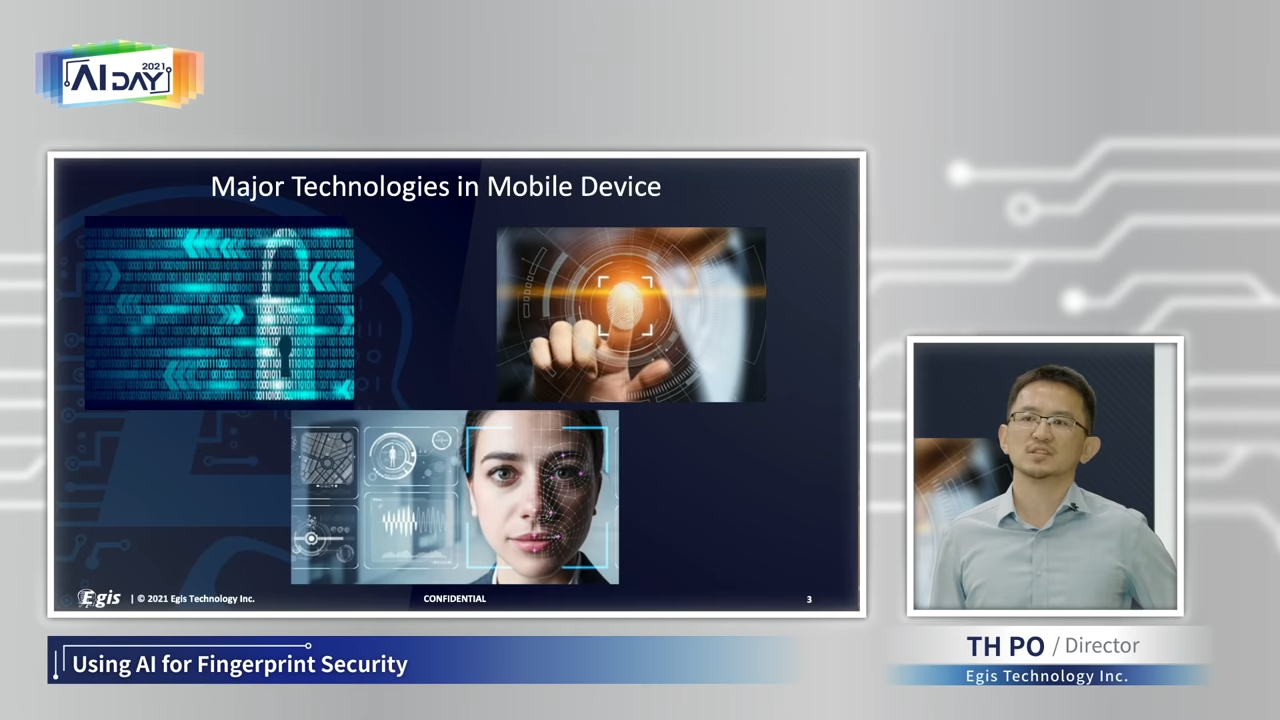 AI DAY 2021
Major Technologies in Mobile Device
Egis | © 2021 Egis Technology Inc.
CONFIDENTIAL
3
Using AI for Fingerprint Security
TH PO / Director
Egis Technology Inc.